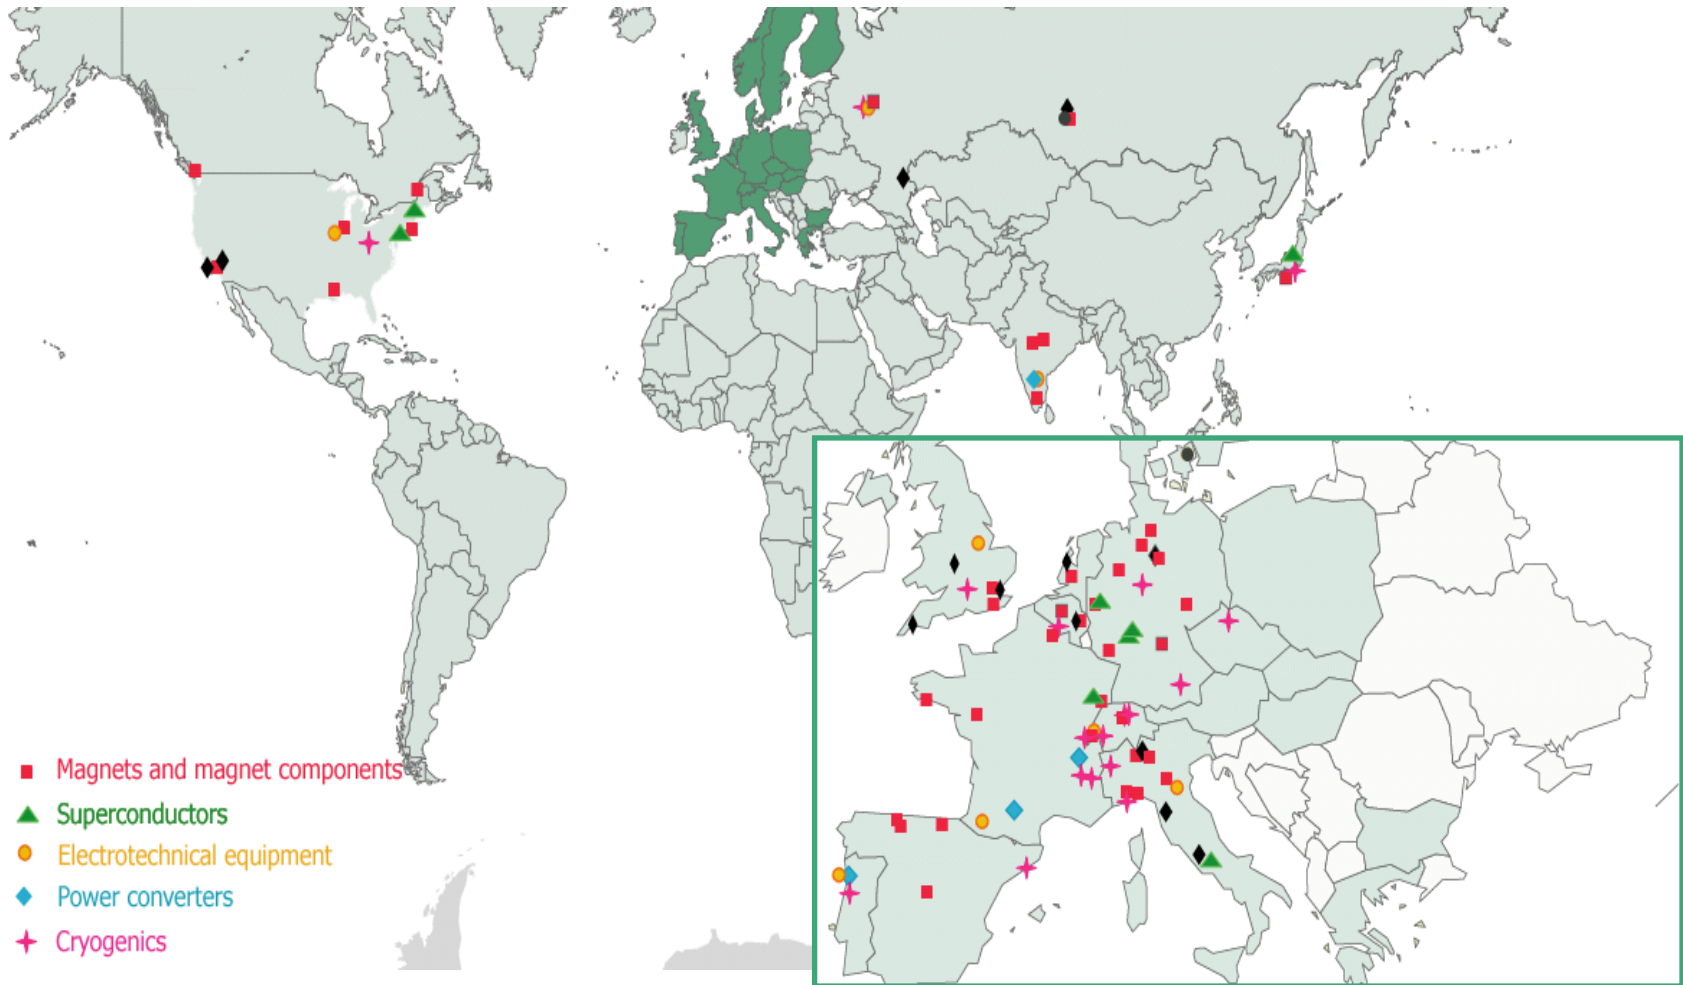 Magnets and magnet components
Superconductors
Electrotechnical equipment
Power converters
Cryogenics